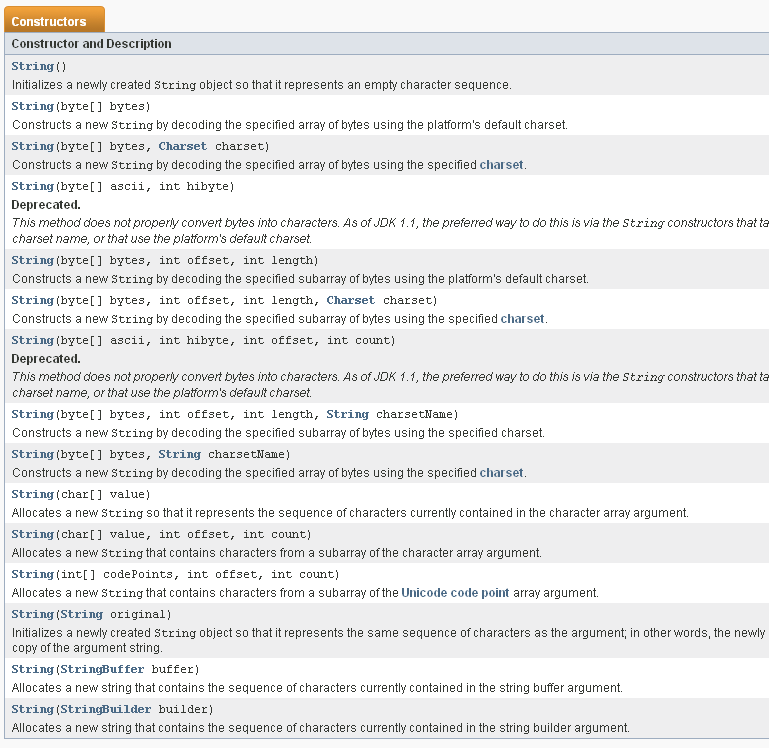 Constructors
Constructor and Description
String()
Initializes a newly created String object so that it represents an empty character sequence.
String(byte[] bytes)
Constructs a new String by decoding the specified array of bytes using the platform's default charset.
String(byte[] bytes, Charset charset)
Constructs a new String by decoding the specified array of bytes using the specified charset.
String(byte[] ascii, int hibyte)
Deprecated.
This method does not properly convert bytes into characters. As of JDK 1.1, the preferred way to do this is via the String constructors that ta
charset name, or that use the platform's default charset.
String(byte[] bytes, int offset, int length)
Constructs a new String by decoding the specified subarray of bytes using the platform's default charset.
String(byte[] bytes, int offset, int length, Charset charset)
Constructs a new String by decoding the specified subarray of bytes using the specified charset.
String(byte[] ascii, int hibyte, int offset, int count)
Deprecated.
This method does not properly convert bytes into characters. As of JDK 1.1, the preferred way to do this is via the String constructors that ta
charset name, or that use the platform's default charset.
String(byte[] bytes, int offset, int length, String charsetName)
Constructs a new String by decoding the specified subarray of bytes using the specified charset.
String(byte[] bytes, String charsetName)
Constructs a new String by decoding the specified array of bytes using the specified charset.
String(char[] value)
Allocates a new String so that it represents the sequence of characters currently contained in the character array argument.
String(char[] value, int offset, int count)
Allocates a new String that contains characters from a subarray of the character array argument.
String(int[] codePoints, int offset, int count)
Allocates a new String that contains characters from a subarray of the Unicode code point array argument.
String(String original)
Initializes a newly created String object so that it represents the same sequence of characters as the argument; in other words, the newly
copy of the argument string.
String(StringBuffer buffer)
Allocates a new string that contains the sequence of characters currently contained in the string buffer argument.
String(StringBuilder builder)
Allocates a new string that contains the sequence of characters currently contained in the string builder argument.